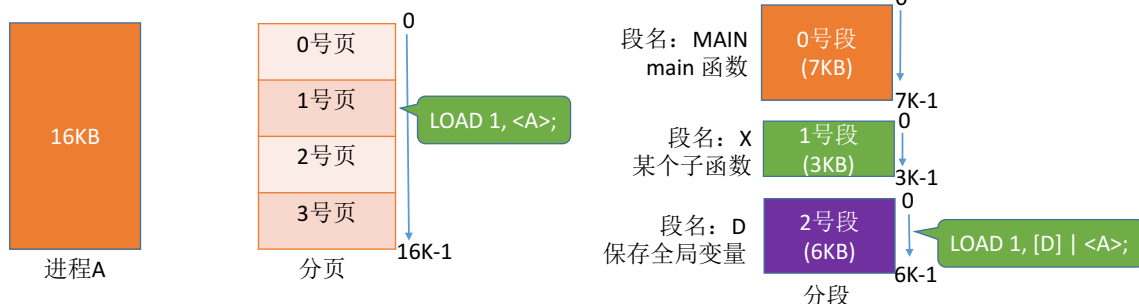 16KB
进程A
0号页
1号页
2号页
3号页
分页
0
16K-1
LOAD 1, <A>;
段名：MAIN
main 函数
0号段
(7KB)
0
7K-1
段名：X
某个子函数
1号段
(3KB)
0
3K-1
段名：D
保存全局变量
2号段
(6KB)
0
6K-1
LOAD 1, [D] | <A>;
分段